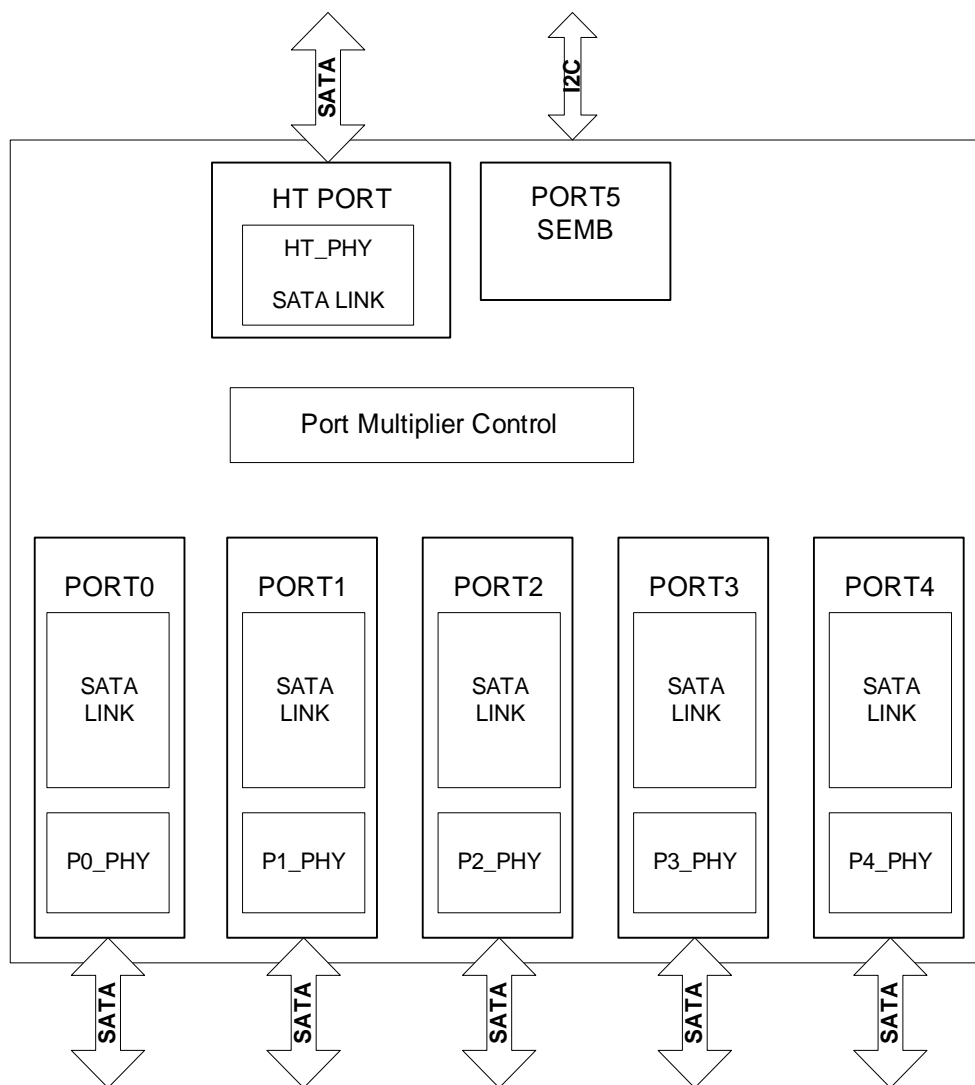 SATA
I2C
HT PORT
HT_PHY
SATA LINK
PORT5
SEMB
Port Multiplier Control
PORT0
SATA
LINK
P0_PHY
SATA
PORT1
SATA
LINK
P1_PHY
SATA
PORT2
SATA
LINK
P2_PHY
SATA
PORT3
SATA
LINK
P3_PHY
SATA
PORT4
SATA
LINK
P4_PHY
SATA